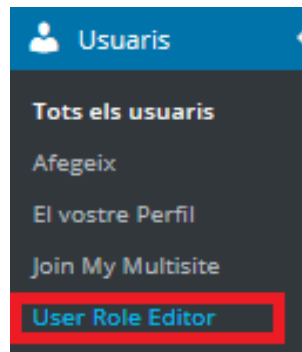 Usuaris
Tots els usuaris
Afegeix
El vostre Perfil
Join My Multisite
User Role Editor